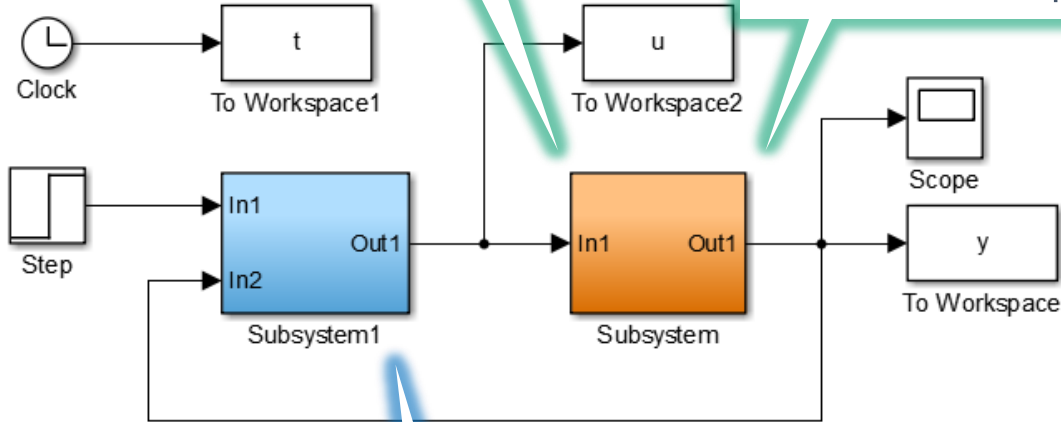 t
u
Clock
To Workspace1
To Workspace2
Scope
In1
Out1
In1
Out1
y
Step
In2
To Workspace
Subsystem1
Subsystem